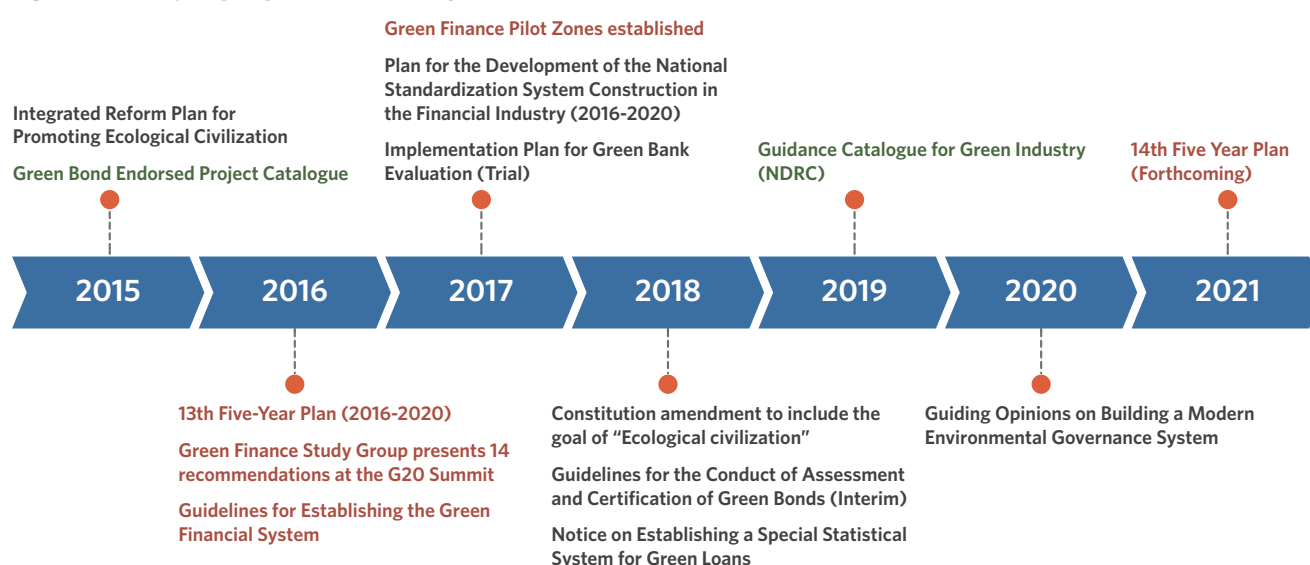 Green Finance Pilot Zones established
Plan for the Development of the National
Standardization System Construction in
the Financial Industry (2016-2020)
Implementation Plan for Green Bank
Evaluation (Trial)
Integrated Reform Plan for
Promoting Ecological Civilization
Green Bond Endorsed Project Catalogue
Guidance Catalogue for Green Industry
(NDRC)
14th Five Year Plan
(Forthcoming)
2015
2016
2017
2018
2019
2020
2021
13th Five-Year Plan (2016-2020)
Green Finance Study Group presents 14
recommendations at the G20 Summit
Guidelines for Establishing the Green
Financial System
Constitution amendment to include the
goal of “Ecological civilization”
Guidelines for the Conduct of Assessment
and Certification of Green Bonds (Interim)
Notice on Establishing a Special Statistical
System for Green Loans
Guiding Opinions on Building a Modern
Environmental Governance System